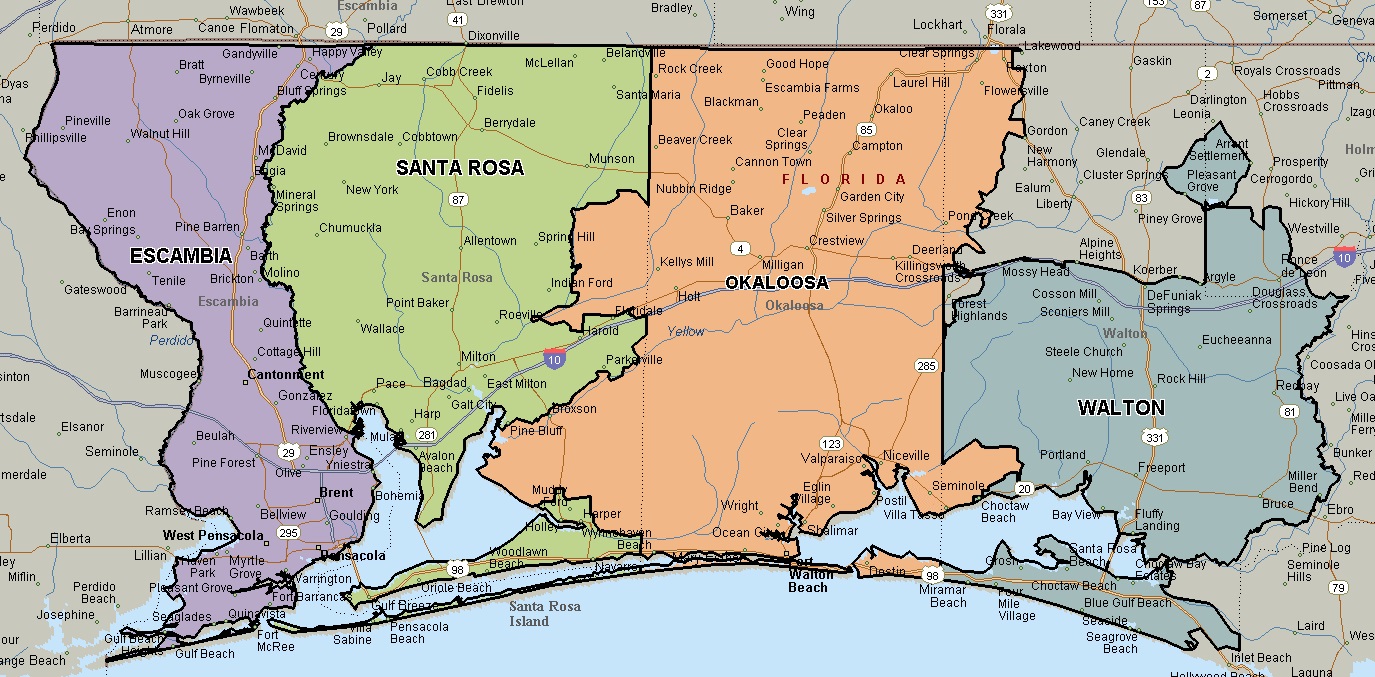 Perdido
Atmore
Wawbeek
Canoe
Flomaton
29
Escambia
Pollard
41
East Brewton
Dixonville
Bradley
Wing
Lockhart
331
Florala
Lakewood
153
87
Somerset
Geneva
Dyas
Gandyville
Happy Valley
Bratt
Byrneville
Century
Bluff Springs
Jay
Cobb Creek
Fidelis
McLellan
Belandville
Santa Maria
Rock Creek
Good Hope
Escambia Farms
Blackman
Peaden
Okaloo
Clear Springs
Laurel Hill
Paxton
Flowersville
Gaskin
2
Royals Crossroads
Pittman
Darlington
Leonia
Hobbs
Crossroads
Pineville
Phillipsville
Oak Grove
Walnut Hill
McDavid
Bogia
Brownsdale
Cobbtown
Berrydale
Munson
Beaver Creek
Clear
Springs
85
Campton
Cannon Town
Gordon
New
Harmony
Caney Creek
Glendale
Cluster Springs
Arrant
Settlement
Pleasant
Grove
Prosperity
Cerrogordo
Holm
SANTA ROSA
Mineral
Springs
New York
87
Nubbin Ridge
FLORIDA
Garden City
Ealum
Liberty
83
Piney Grove
Hickory Hill
Enon
Bay Springs
Pine Barren
Chumuckla
Allentown
Spring Hill
Baker
Silver Springs
Pond Creek
Westville
ESCAMBIA
Barth
Molino
Tenile
Brickton
Escambia
Santa Rosa
Indian Ford
Kellys Mill
4
Crestview
Milligan
Deerland
Killingsworth
Crossroads
Alpine
Heights
Mossy Head
Koerber
Argyle
Ponce
de Leon
10
Gateswood
Barrineau
Park
Perdido
Quintette
Point Baker
Wallace
Roeville
Floridale
Harold
Holt
OKALOOSA
Okaloosa
Yellow
Forest
Highlands
Cosson Mill
Sconiers Mill
DeFuniak
Springs
Douglass
Crossroads
Walton
Eucheeanna
Muscogee
Cottage Hill
Cantonment
Milton
10
Parkerville
285
Steele Church
New Home
Rock Hill
Redbay
Coosada
81
Gonzalez
Floridatown
Pace
Bagdad
East Milton
Galt City
Broxson
WALTON
Elsanor
Seminole
Beulah
Riverview
Mulat
Harp
281
Avalon
Beach
Pine Bluff
123
Valparaiso
Niceville
331
Portland
Freeport
Bunker
Pine Forest
29
Ensley
Olive
Yniestra
Brent
Bohemia
Muddy
Ford
Eglin
Village
Postil
Villa Tasso
Seminole
20
Choctaw
Beach
Bay View
Miller
Bend
Bruce
Ebro
Ramsey Beach
Bellview
Goulding
West Pensacola
295
Pensacola
Harper
Holley
Wynnehaven
Beach
Wright
Ocean City
Shalimar
Fluffy
Landing
Elberta
Lillian
Haven
Park
Myrtle
Grove
Warrington
98
Woodlawn
Beach
Navarre
Mary Esther
Fort
Walton
Beach
Destin
98
Grosh
Santa Rosa
Beach
Choctaw Bay
Estates
Pine Log
Seminole
Hills
Miflin
Perdido
Beach
Josephine
Pleasant Grove
Fort Barrancas
Oriole Beach
Gulf Breeze
Santa Rosa
Island
Miramar
Beach
Four
Mile
Village
Choctaw Beach
Blue Gulf Beach
79
Seaglades
Quinavista
Gulf Beach
Heights
Gulf Beach
Fort
McRee
Villa
Sabine
Pensacola
Beach
Seaside
Seagrove
Beach
Laird
Orange Beach
Inlet Beach
Hollywood Beach
Laguna